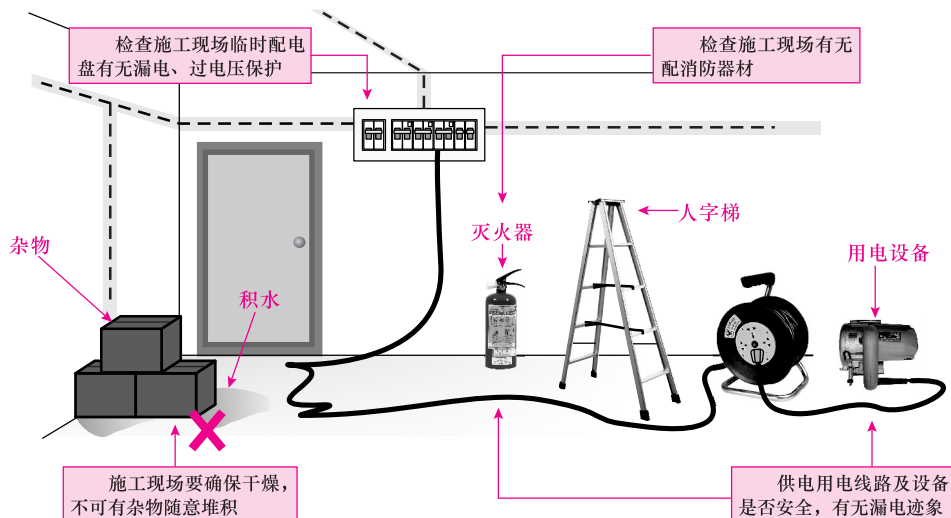 检查施工现场临时配电
盘有无漏电、过电压保护
检查施工现场有无
配消防器材
人字梯
灭火器
杂物
用电设备
积水
施工现场要确保干燥，
不可有杂物随意堆积
供电用电线路及设备
是否安全，有无漏电迹象